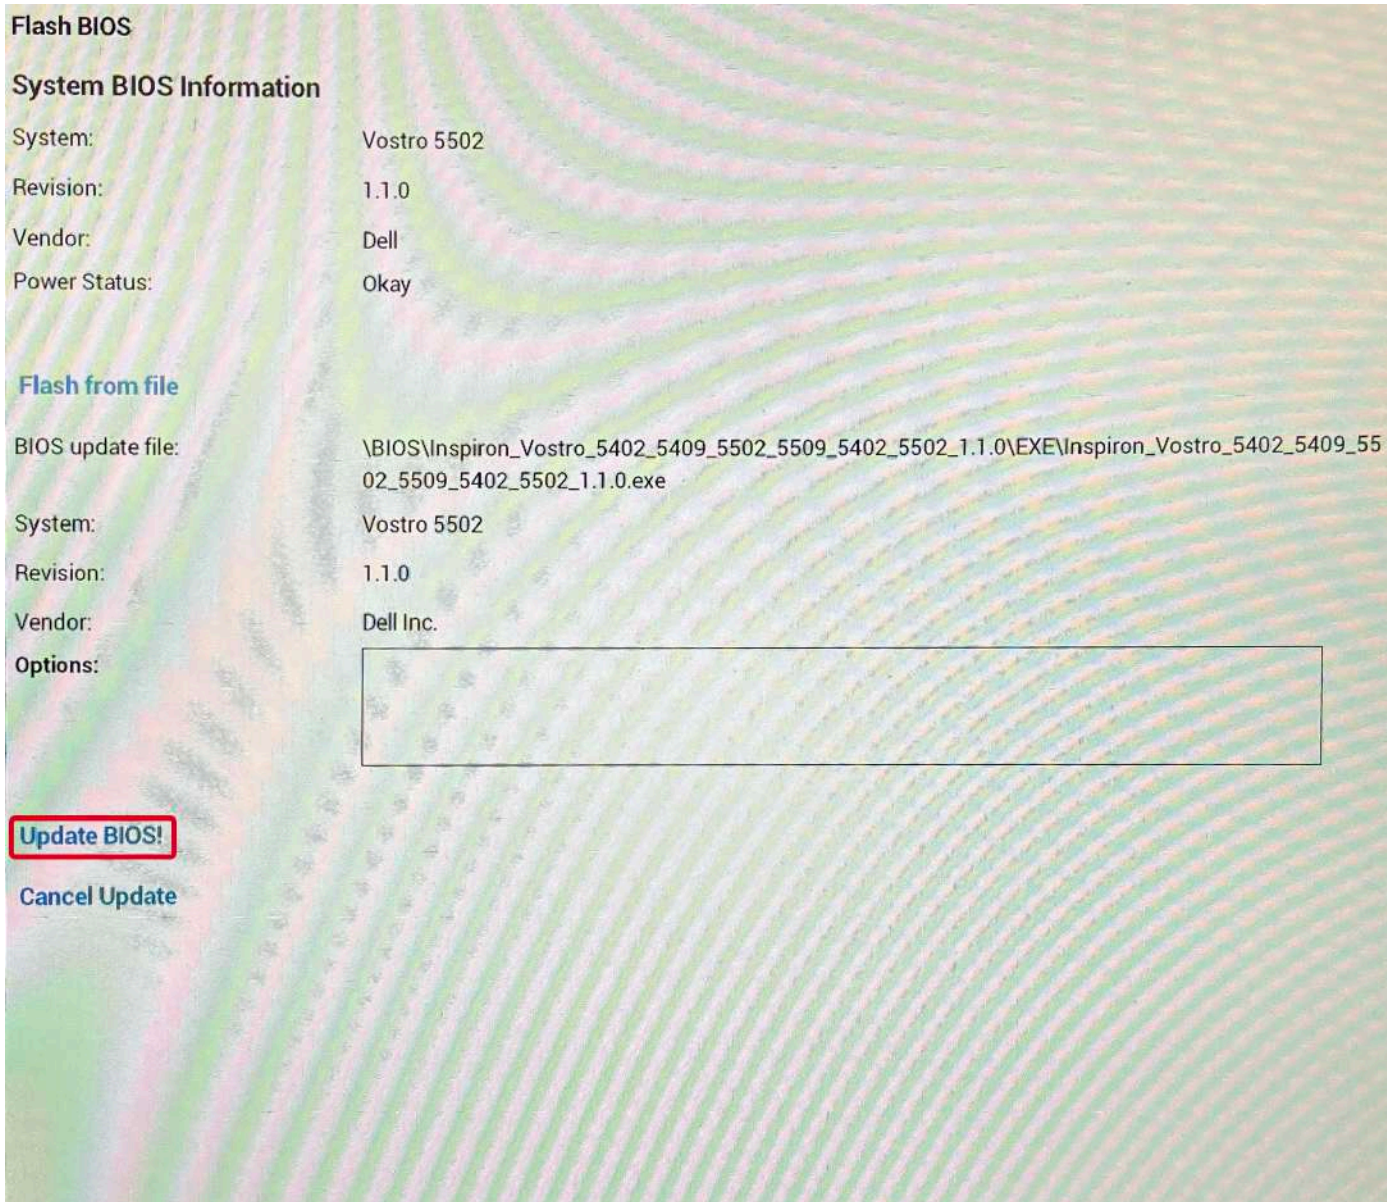 Flash BIOS
System BIOS Information
System: Vostro 5502
Revision: 1.1.0
Vendor: Dell
Power Status: Okay
Flash from file
BIOS update file: \BIOS\Inspiron_Vostro_5402_5409_5502_5509_5402_5502_1.1.0\EXE\Inspiron_Vostro_5402_5409_55
02_5509_5402_5502_1.1.0.exe
System: Vostro 5502
Revision: 1.1.0
Vendor: Dell Inc.
Options:
Update BIOS!
Cancel Update